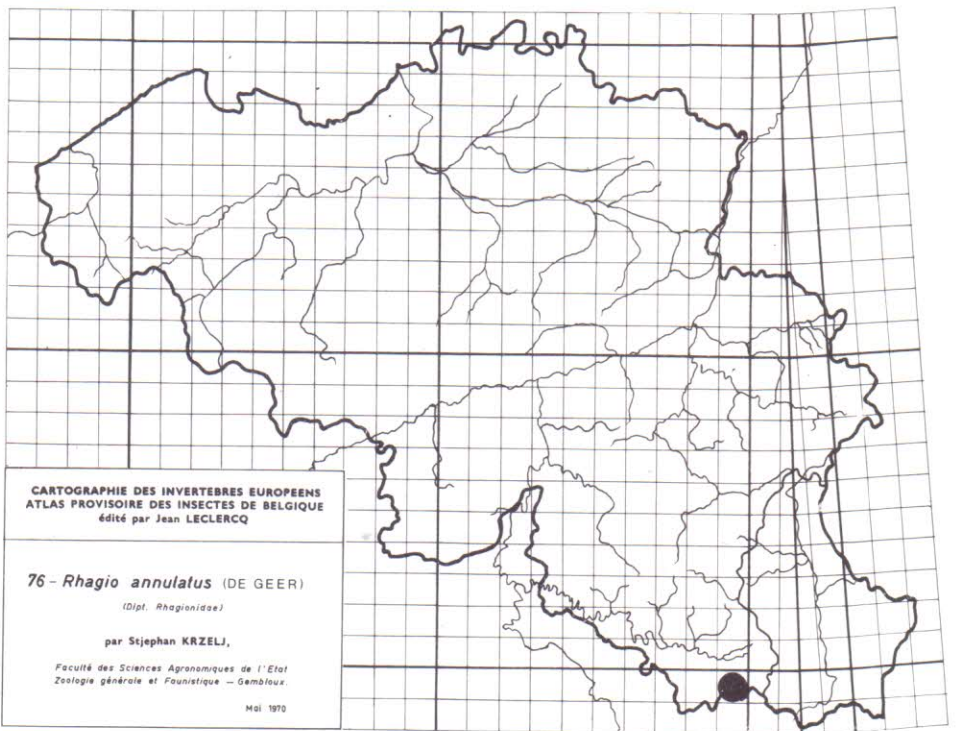 CARTOGRAPHIE DES INVERTEBRES EUROPEENS
ATLAS PROVISOIRE DES INSECTES DE BELGIQUE
édité par Jean LECLERCQ
76 - Rhagio annulatus (DE GEER)
(Dipt. Rhagionidae)
par Stjephan KRZELJ,
Faculté des Sciences Agronomiques de l'Etat
Zoologie générale et Faunistique — Gembloux.
Mai 1970